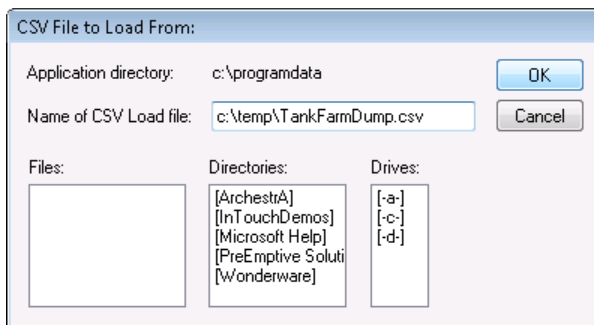 CSV File to Load From:
Application directory: c:\programdata OK
Name of CSV Load file: c:\temp\TankFarmDump.csv Cancel
Files: Directories: Drives:
[ArchestrA] [-a-]
[InTouchDemos] [-c-]
[Microsoft Help] [-d-]
[PreEmptive Soluti
[Wonderware]